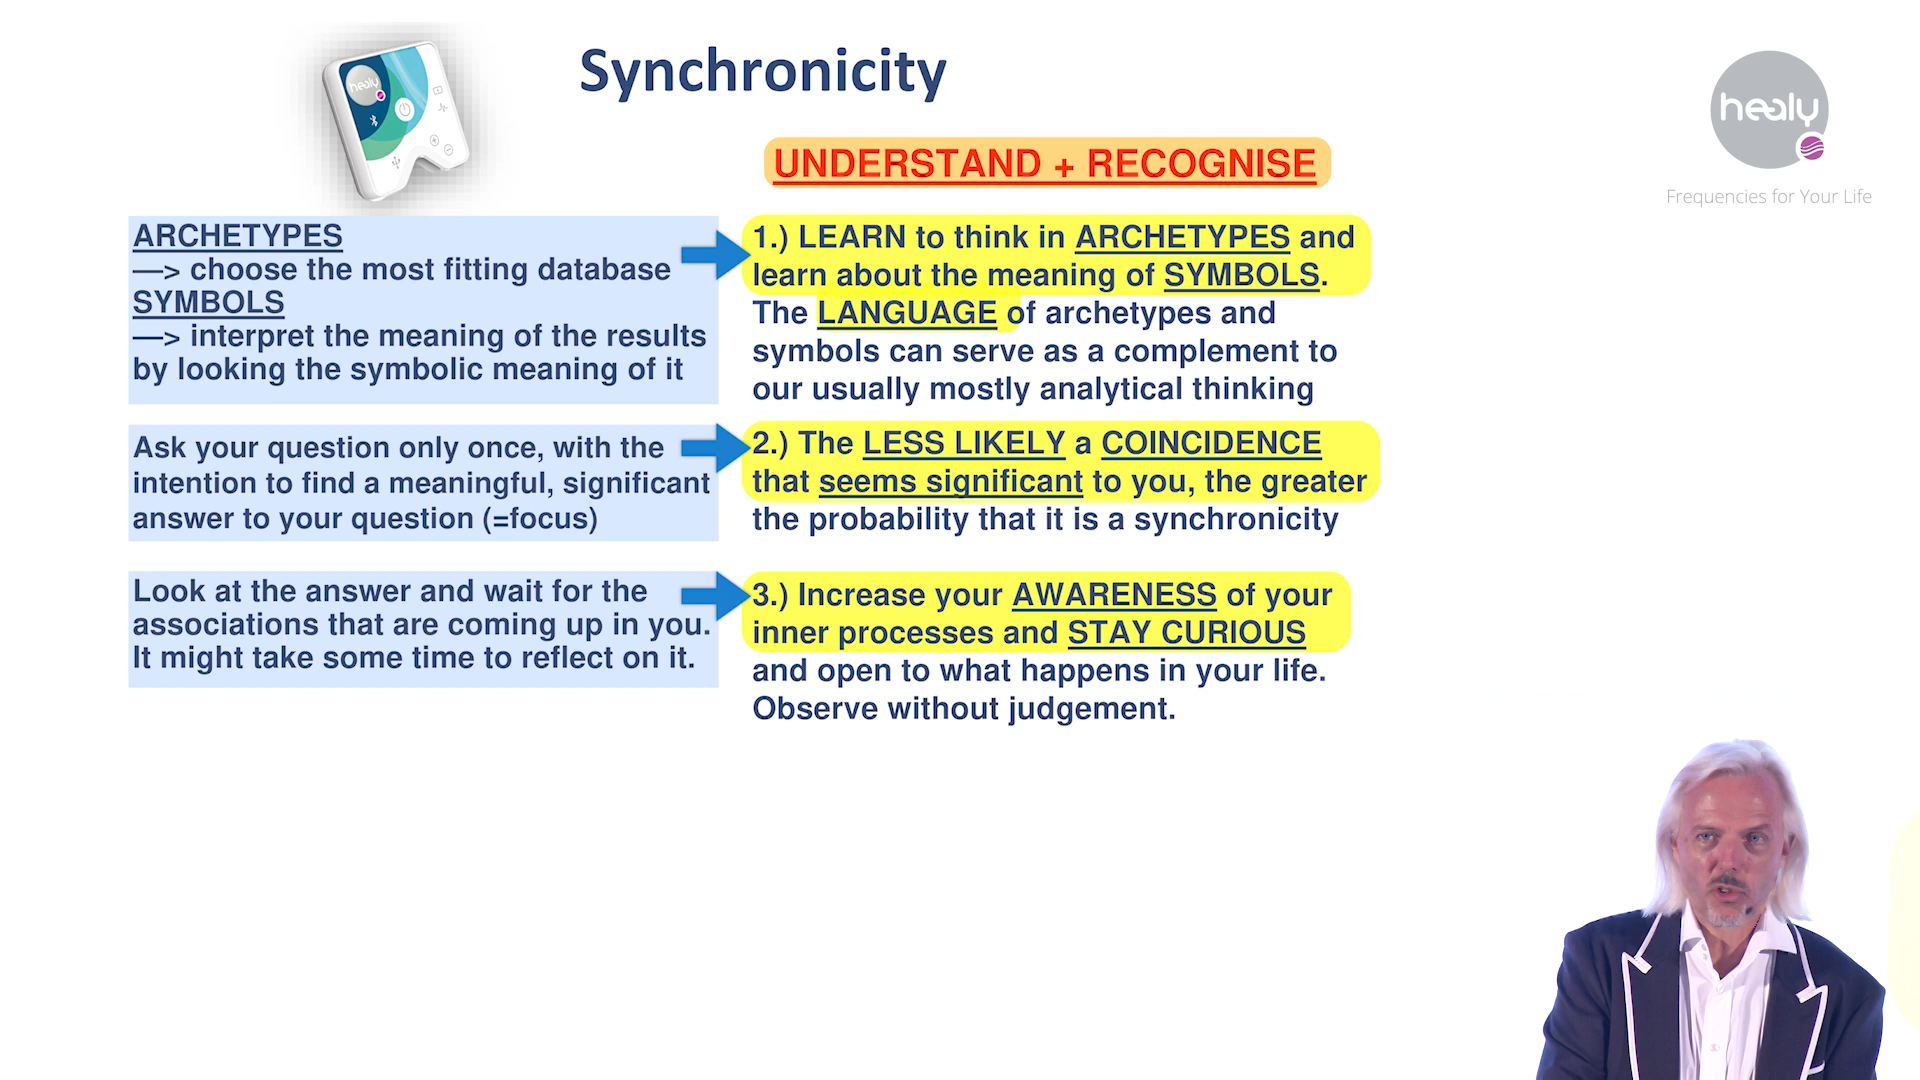 Synchronicity
healy
healy
Frequencies for Your Life
UNDERSTAND + RECOGNISE
ARCHETYPES
—> choose the most fitting database
SYMBOLS
—> interpret the meaning of the results
by looking the symbolic meaning of it
1.) LEARN to think in ARCHETYPES and
learn about the meaning of SYMBOLS.
The LANGUAGE of archetypes and
symbols can serve as a complement to
our usually mostly analytical thinking
Ask your question only once, with the
intention to find a meaningful, significant
answer to your question (=focus)
2.) The LESS LIKELY a COINCIDENCE
that seems significant to you, the greater
the probability that it is a synchronicity
Look at the answer and wait for the
associations that are coming up in you.
It might take some time to reflect on it.
3.) Increase your AWARENESS of your
inner processes and STAY CURIOUS
and open to what happens in your life.
Observe without judgement.